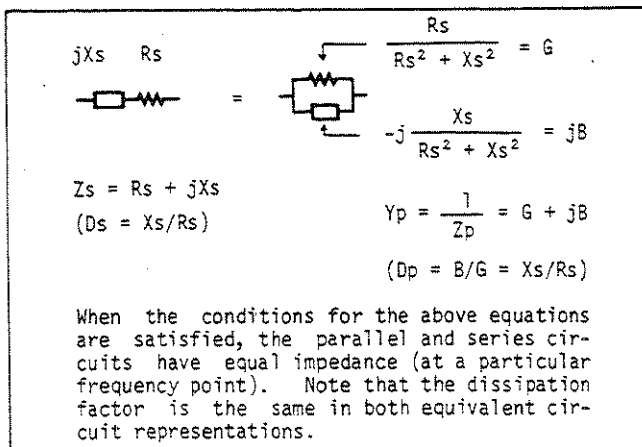 jXs Rs
=
Rs
Rs² + Xs² = G
-j Xs
Rs² + Xs² = jB
Zs = Rs + jXs
(Ds = Xs/Rs)
Yp = 1/Zp = G + jB
(Dp = B/G = Xs/Rs)
When the conditions for the above equations
are satisfied, the parallel and series cir-
cuits have equal impedance (at a particular
frequency point). Note that the dissipation
factor is the same in both equivalent cir-
cuit representations.